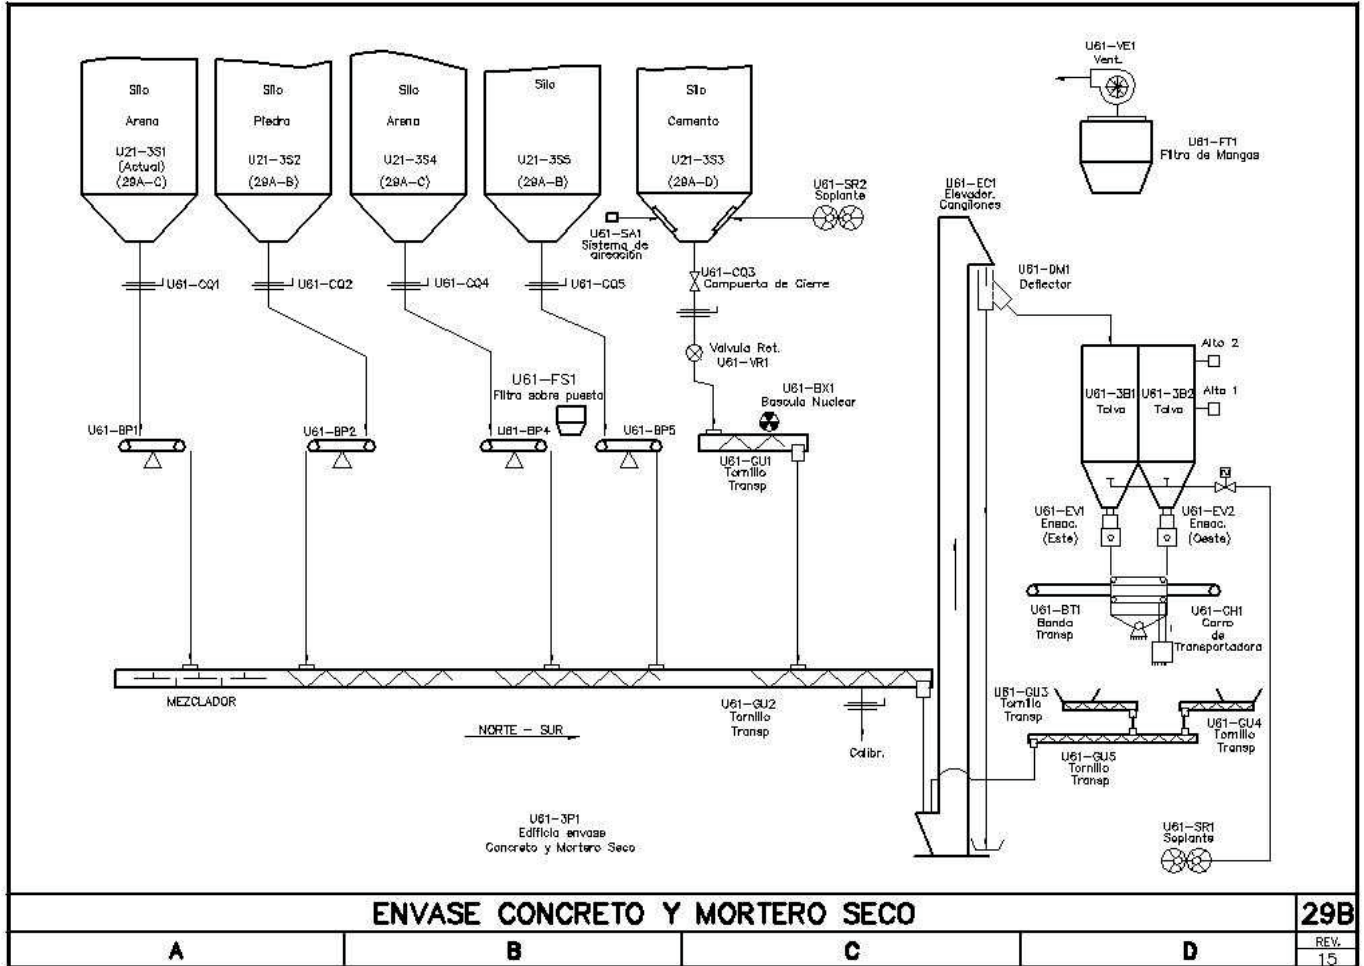 Silo
Arena
U21-3S1
(Actual)
(29A-C)
Silo
Piedra
U21-3S2
(29A-B)
Silo
Arena
U21-3S4
(29A-C)
Silo
U21-3S5
(29A-B)
Silo
Cemento
U21-3S3
(29A-D)
U61-VE1
Vent.
U61-FT1
Filtro de Mangas
U61-SR2
Soplante
U61-EC1
Elevador.
Cangilones
U61-SA1
Sistema de
aireación
U61-CQ1
U61-CQ2
U61-CQ4
U61-CQ5
U61-CQ3
Compuerta de Cierre
U61-DM1
Deflector
Valvula Rot.
U61-VR1
Alto 2
U61-FS1
Filtro sobre puesto
U61-BX1
Bascula Nuclear
U61-3B1
Tolva
U61-3B2
Tolva
Alto 1
U61-BP1
U61-BP2
U61-BP4
U61-BP5
U61-GU1
Tornillo
Transp
U61-EV1
Ensac.
(Este)
U61-EV2
Ensac.
(Oeste)
U61-BT1
Banda
Transp
U61-CH1
Carro
de
Transportadora
MEZCLADOR
U61-GU2
Tornillo
Transp
U61-GU3
Tornillo
Transp
U61-GU4
Tornillo
Transp
NORTE - SUR
Calibr.
U61-GU5
Tornillo
Transp
U61-3P1
Edificio envase
Concreto y Mortero Seco
U61-SR1
Soplante
ENVASE CONCRETO Y MORTERO SECO
29B
A
B
C
D
REV.
15